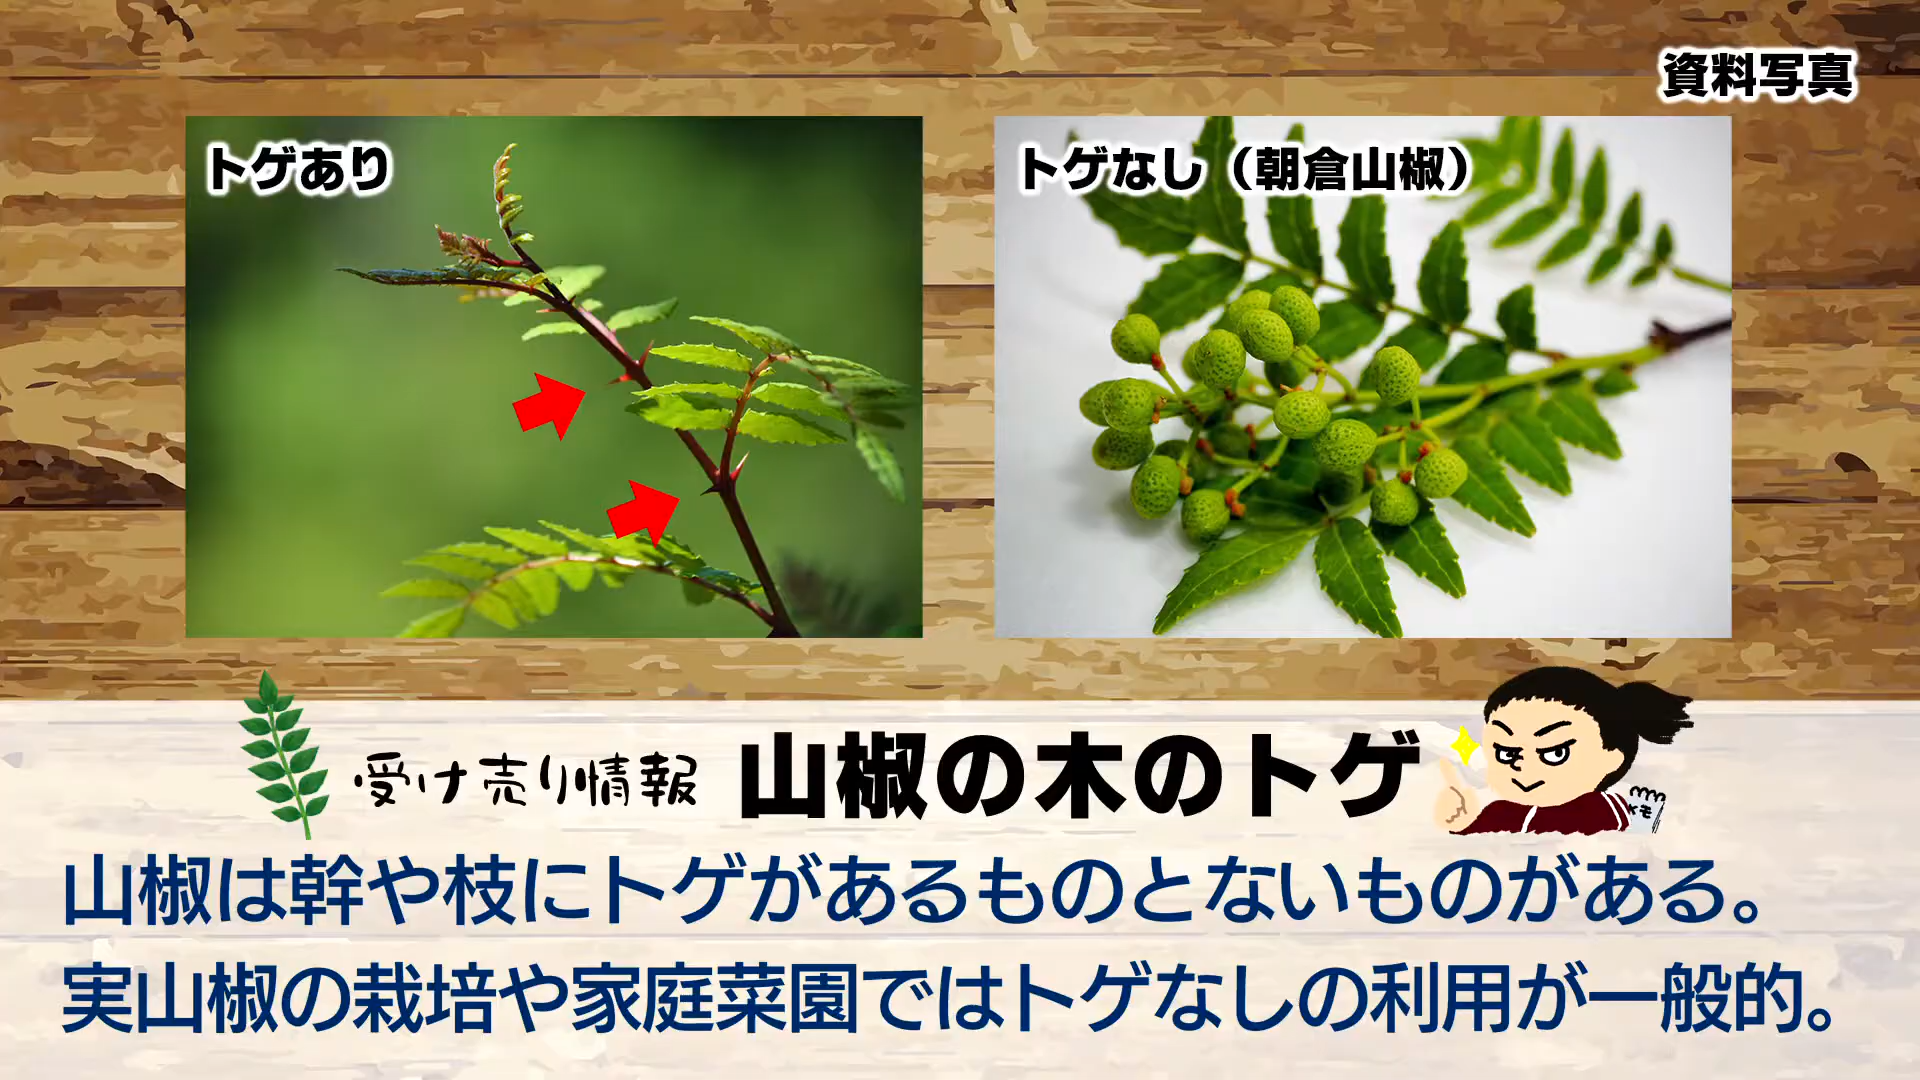 資料写真
トゲあり
トゲなし（朝倉山椒）
受け売り情報 山椒の木のトゲ
メモ
山椒は幹や枝にトゲがあるものとないものがある。
実山椒の栽培や家庭菜園ではトゲなしの利用が一般的。